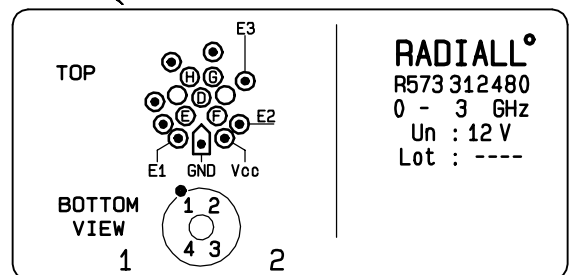 E3
TOP
H G
D
E F
E2
E1 GND Vcc
BOTTOM
VIEW
1 2
4 3
1 2
RADIALL°
R573 312480
0 - 3 GHz
Un : 12 V
Lot : ----